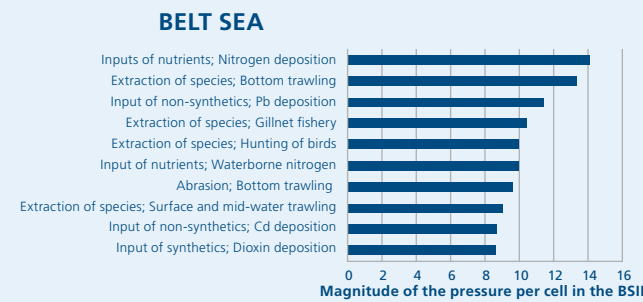 BELT SEA
Inputs of nutrients; Nitrogen deposition
Extraction of species; Bottom trawling
Input of non-synthetics; Pb deposition
Extraction of species; Gillnet fishery
Extraction of species; Hunting of birds
Input of nutrients; Waterborne nitrogen
Abrasion; Bottom trawling
Extraction of species; Surface and mid-water trawling
Input of non-synthetics; Cd deposition
Input of synthetics; Dioxin deposition
0 2 4 6 8 10 12 14 16
Magnitude of the pressure per cell in the BSII